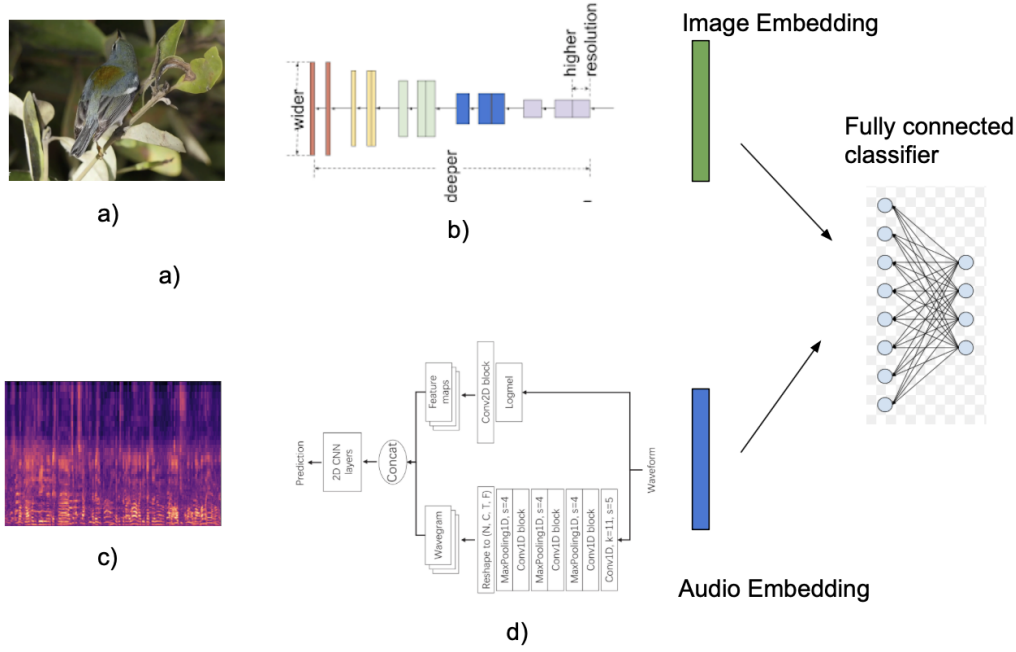 Image Embedding
higher
resolution
wider
deeper
Fully connected
classifier
a)
b)
a)
Feature
maps
Conv2D block
Logmel
Prediction
2D CNN
layers
Concat
Waveform
Wavegram
Reshape to (N, C, T, F)
MaxPooling1D, s=4
Conv1D block
MaxPooling1D, s=4
Conv1D block
MaxPooling1D, s=4
Conv1D block
Conv1D, k=11, s=5
c)
Audio Embedding
d)